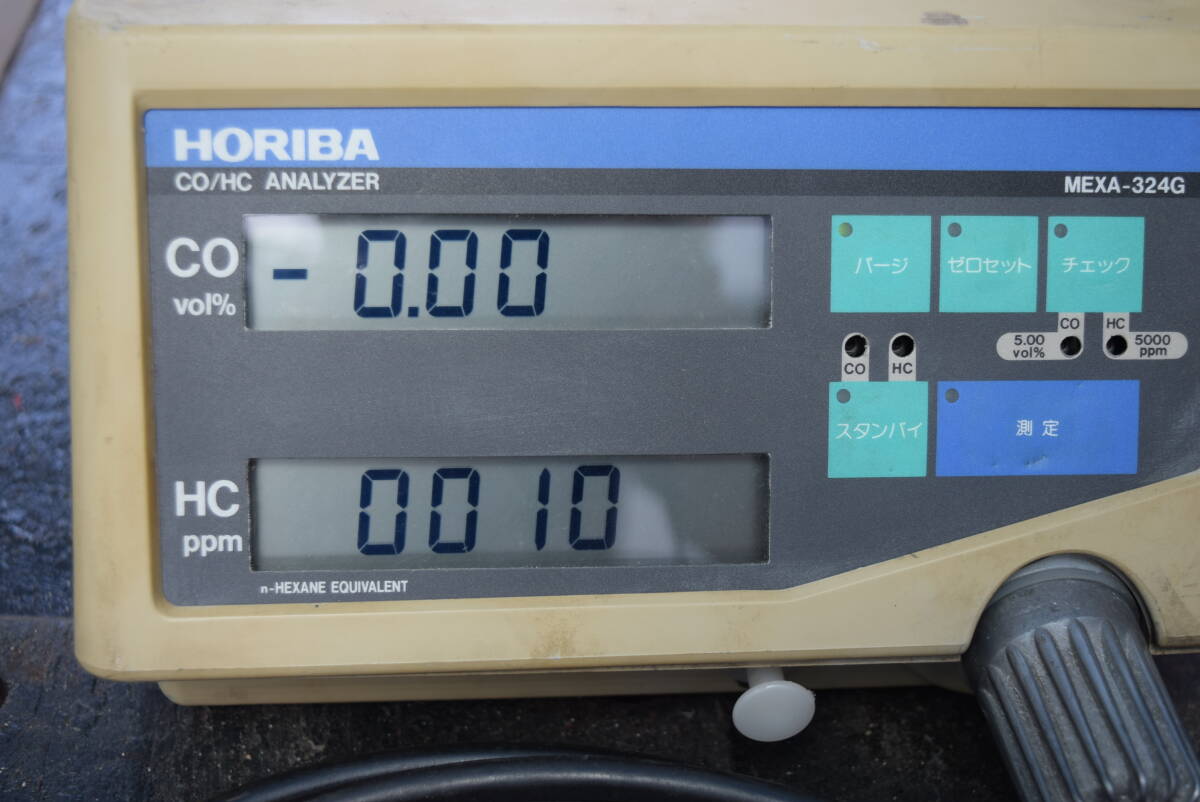 HORIBA
CO/HC ANALYZER
MEXA-324G
CO
vol%
- 0.00
パージ
ゼロセット
チェック
CO
HC
5.00
vol%
CO
HC
5000
ppm
スタンバイ
測定
HC
ppm
0010
n-HEXANE EQUIVALENT